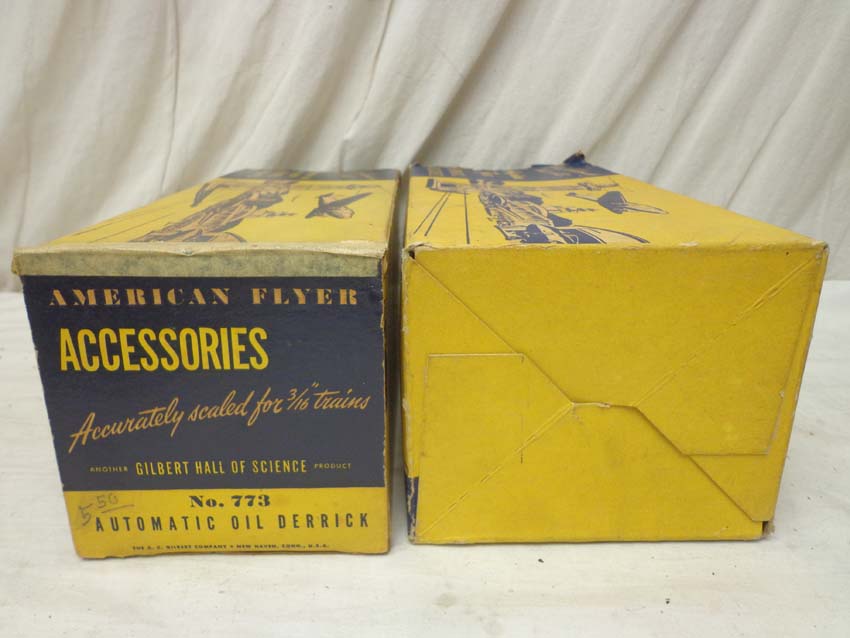 AMERICAN FLYER
ACCESSORIES
Accurately scaled for 3/16" trains
ANOTHER GILBERT HALL OF SCIENCE PRODUCT
No. 773
5 50
AUTOMATIC OIL DERRICK
THE A. C. GILBERT COMPANY • NEW HAVEN, CONN., U.S.A.